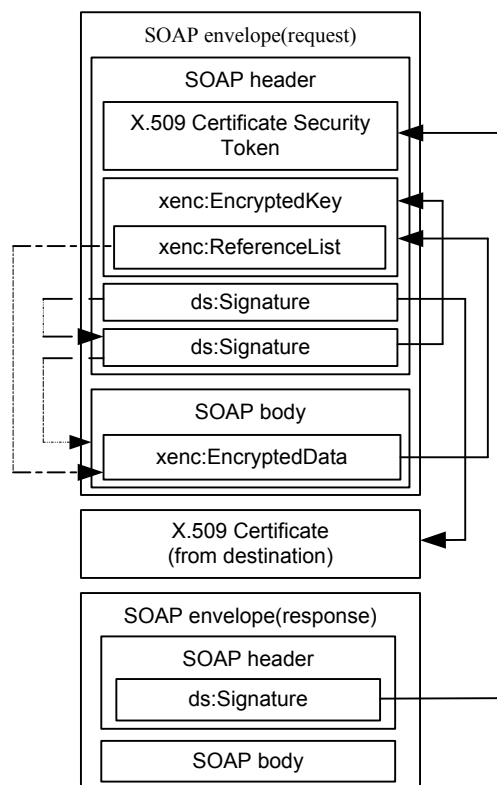 SOAP envelope(request)
SOAP header
X.509 Certificate Security
Token
xenc:EncryptedKey
xenc:ReferenceList
ds:Signature
ds:Signature
SOAP body
xenc:EncryptedData
X.509 Certificate
(from destination)
SOAP envelope(response)
SOAP header
ds:Signature
SOAP body